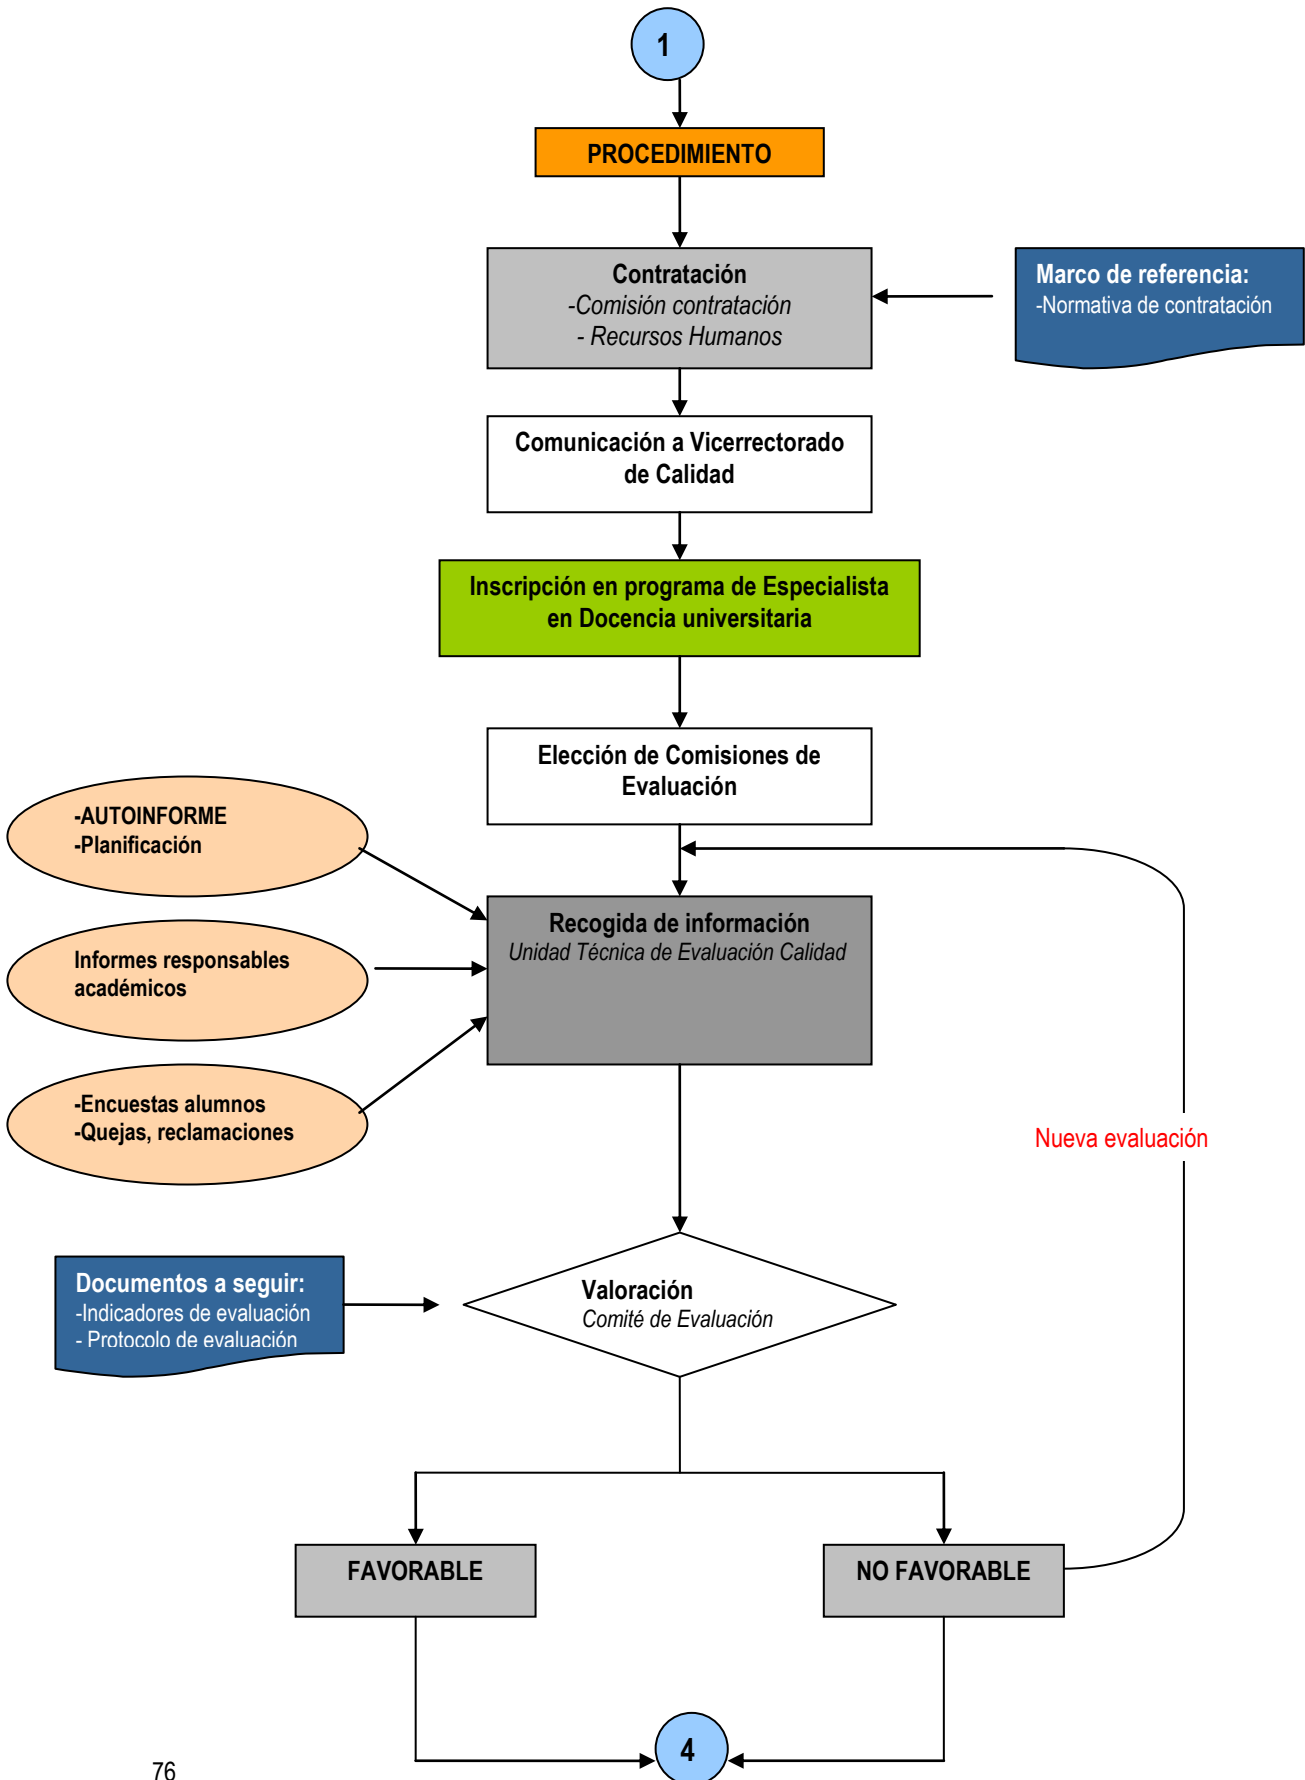 1
PROCEDIMIENTO
Contratación
-Comisión contratación
- Recursos Humanos
Marco de referencia:
-Normativa de contratación
Comunicación a Vicerrectorado
de Calidad
Inscripción en programa de Especialista
en Docencia universitaria
Elección de Comisiones de
Evaluación
-AUTOINFORME
-Planificación
Recogida de información
Unidad Técnica de Evaluación Calidad
Informes responsables
académicos
-Encuestas alumnos
-Quejas, reclamaciones
Nueva evaluación
Documentos a seguir:
-Indicadores de evaluación
- Protocolo de evaluación
Valoración
Comité de Evaluación
FAVORABLE
NO FAVORABLE
4
76